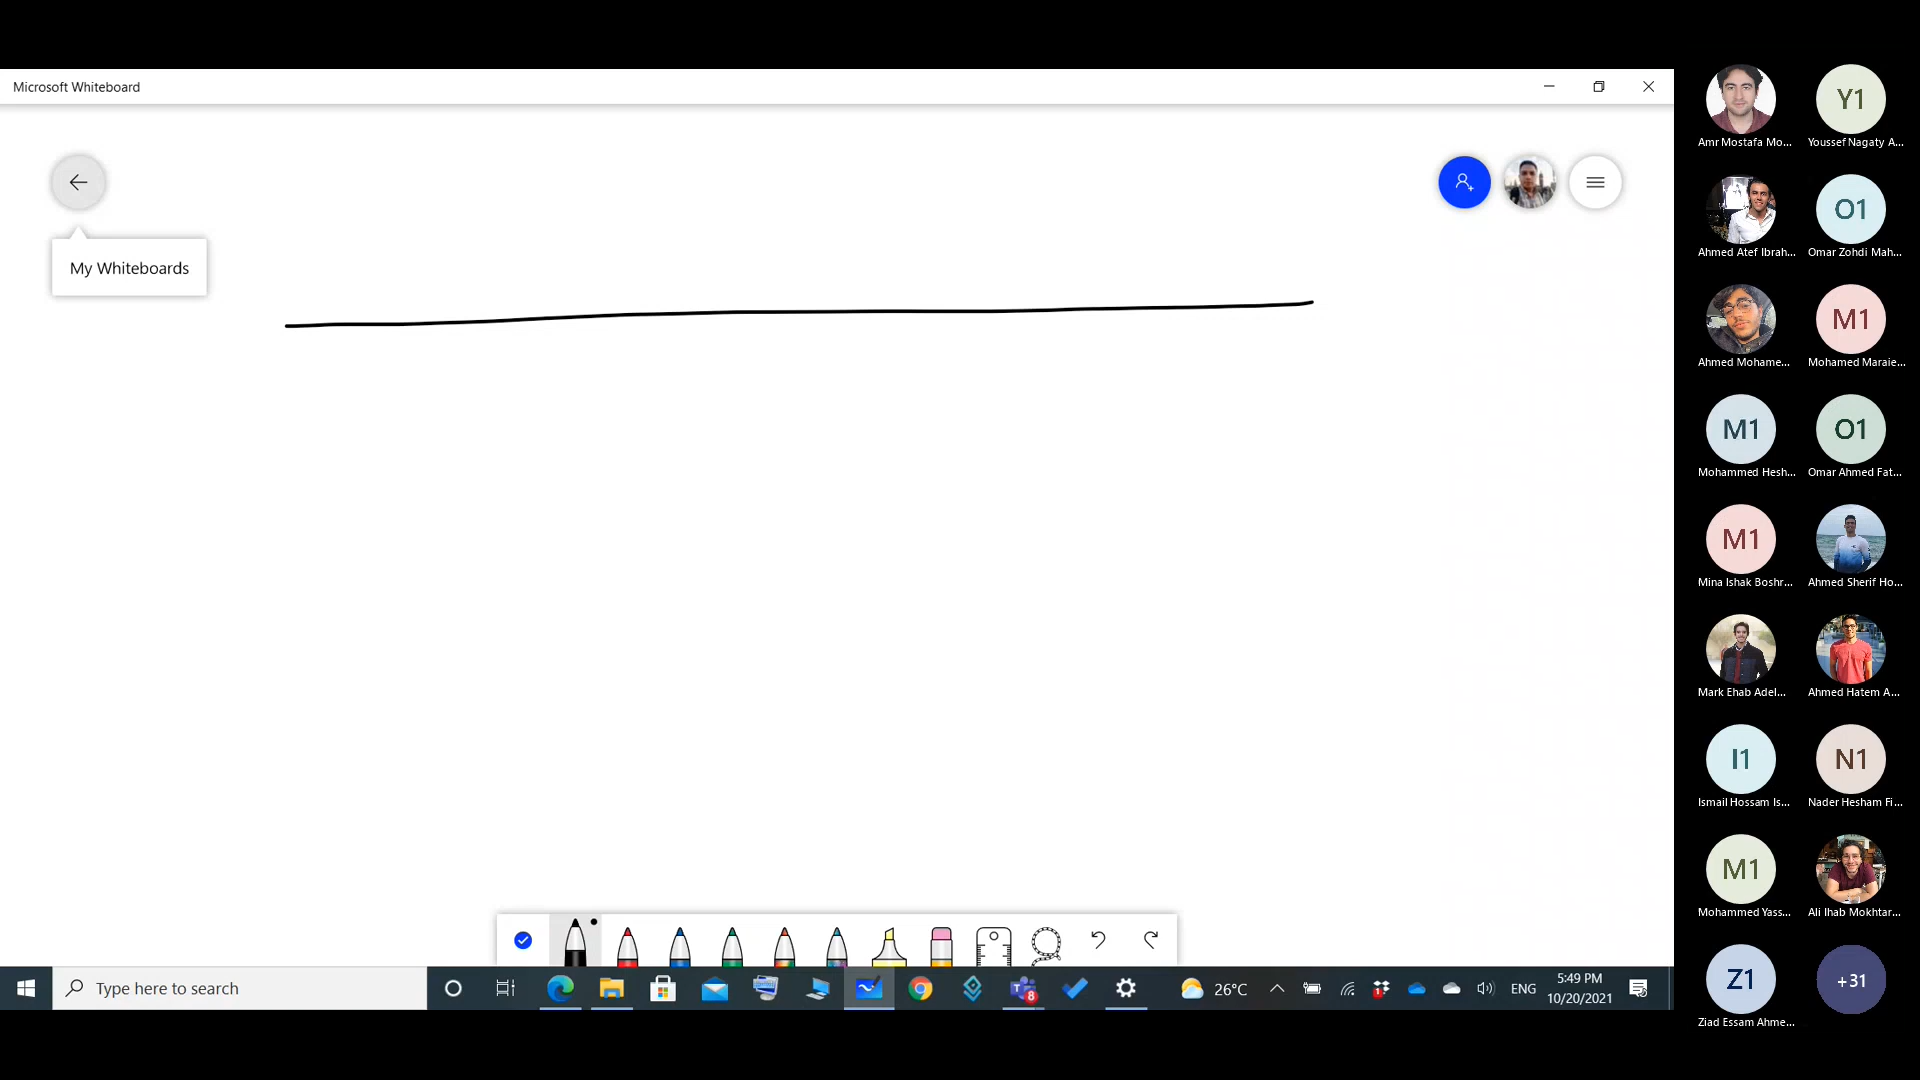 Microsoft Whiteboard
My Whiteboards
Amr Mostafa Mo...
Y1
Youssef Nagaty A...
Ahmed Atef Ibrah...
O1
Omar Zohdi Mah...
Ahmed Mohame...
M1
Mohamed Maraie...
M1
Mohammed Hesh...
O1
Omar Ahmed Fat...
M1
Mina Ishak Boshr...
Ahmed Sherif Ho...
Mark Ehab Adel...
Ahmed Hatem A...
I1
Ismail Hossam Is...
N1
Nader Hesham Fi...
M1
Mohammed Yass...
Ali Ihab Mokhtar...
Z1
Ziad Essam Ahme...
+31
Type here to search
8
26°C
1
ENG
5:49 PM
10/20/2021